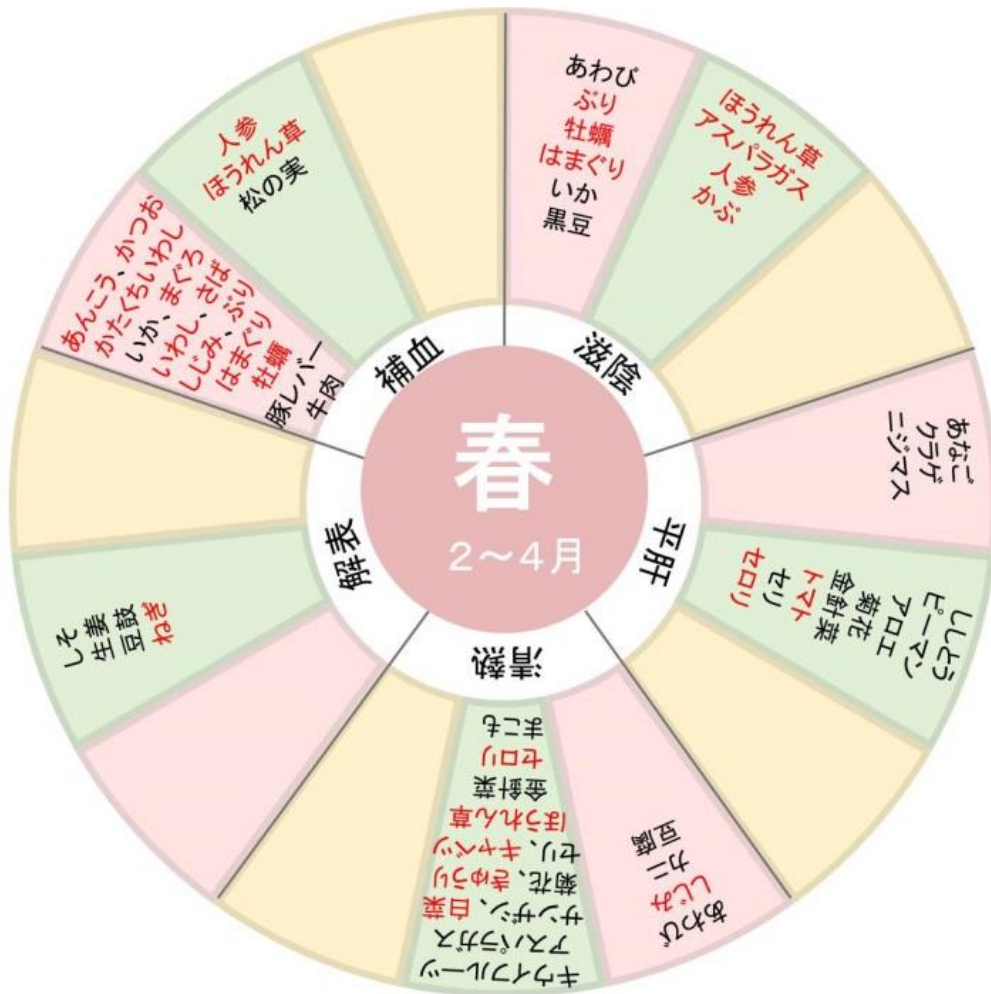 春
2～4月
滋陰
あわび
ぶり
牡蠣
はまぐり
いか
黒豆
ほうれん草
アスパラガス
人参
かぶ
平肝
あなご
クラゲ
ニジマス
ししとう
ピーマン
アロエ
菊花
金針菜
トマト
セリ
セロリ
清熱
あわび
しじみ
カニ
豆腐
キウイフルーツ
アスパラガス
サンザシ、白菜
菊花、きゅうり
セリ、キャベツ
ほうれん草
金針菜
セロリ
まこも
解表
しそ
生姜
豆鼓
ねぎ
補血
あんこう、かつお
かたくちいわし
いか、まぐろ
いわし、さば
しじみ、ぶり
はまぐり
牡蠣
豚レバー
牛肉
人参
ほうれん草
松の実